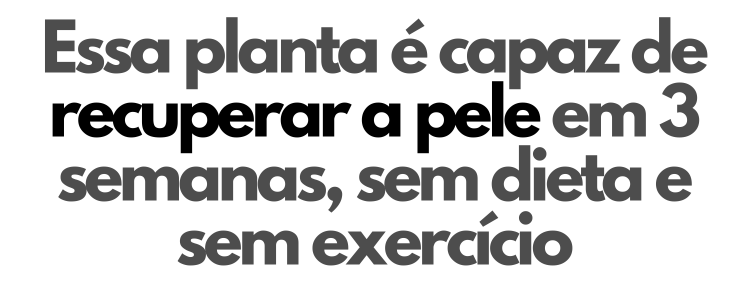 Essa planta é capaz de
recuperar a pele em 3
semanas, sem dieta e
sem exercício